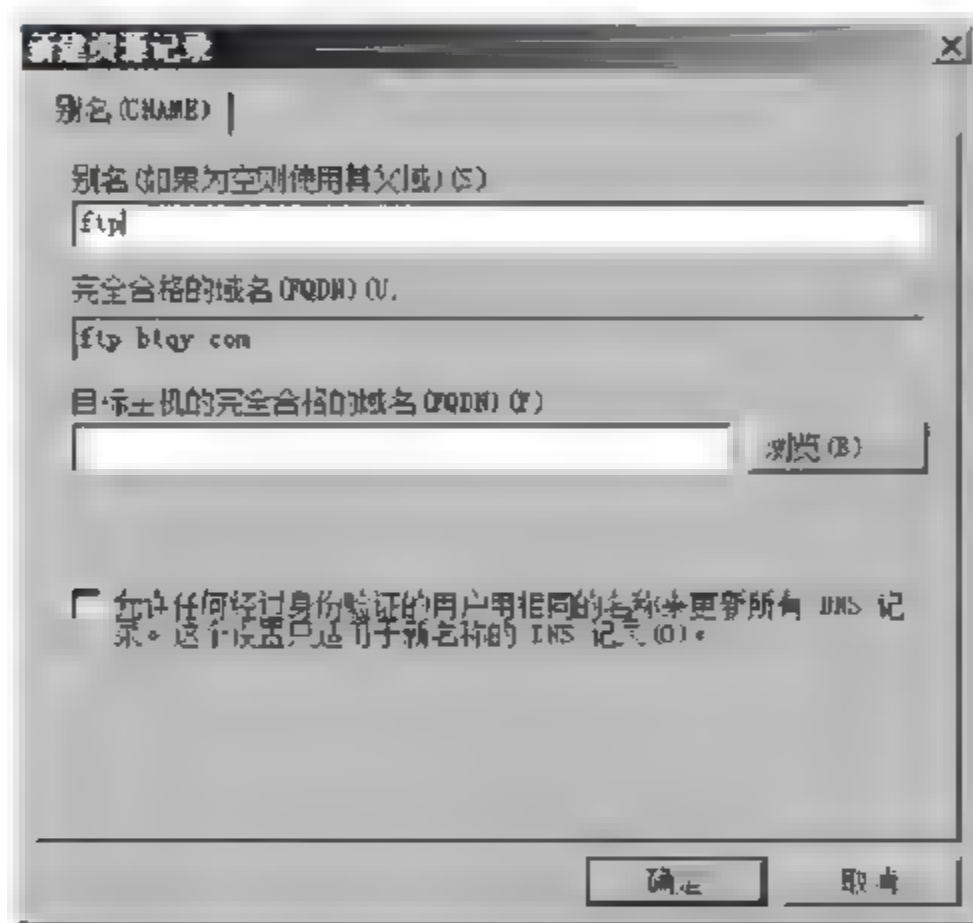 新建资源记录
别名(CNAME)
别名(如果为空则使用其父域)(S)
ftp
完全合格的域名(FQDN)(U.
ftp btqy com
目标主机的完全合格的域名(FQDN)(F)
浏览(B)
允许任何经过身份验证的用户用相同的名称来更新所有 DNS 记
录。这个设置只适用于新名称的 DNS 记录(O)。
确定
取消